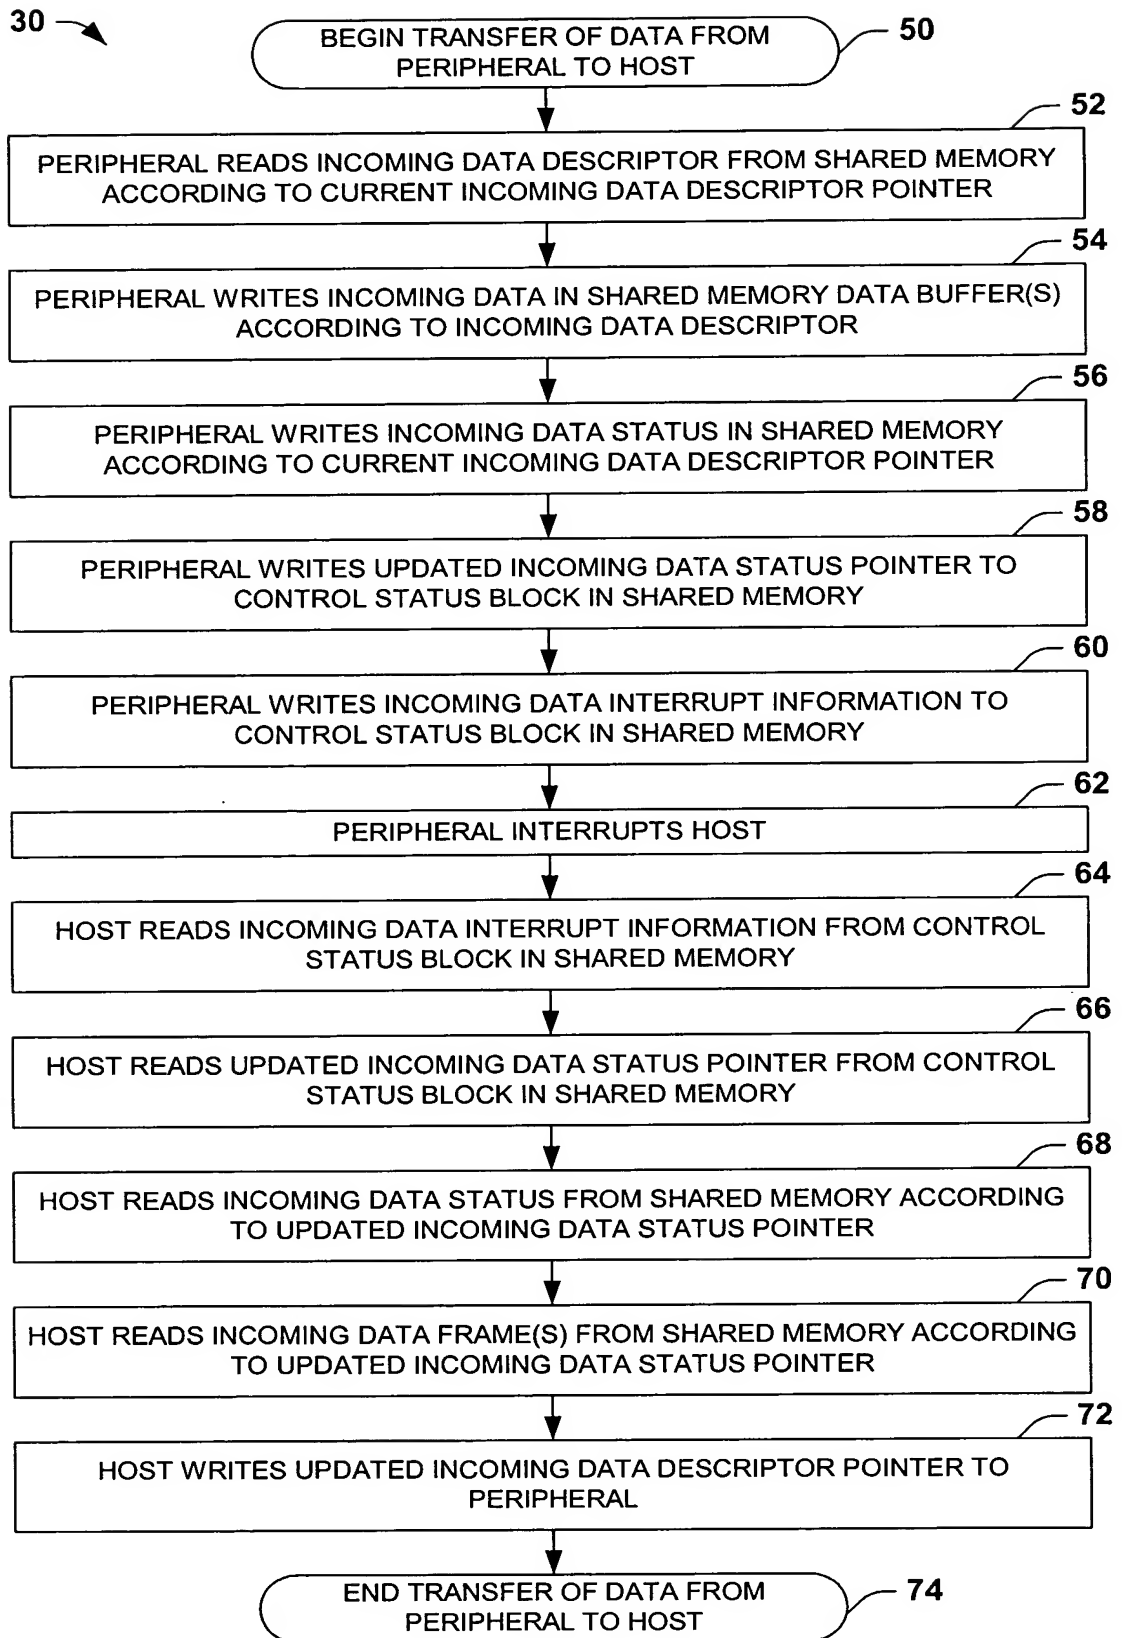 30
BEGIN TRANSFER OF DATA FROM
PERIPHERAL TO HOST
50
52
PERIPHERAL READS INCOMING DATA DESCRIPTOR FROM SHARED MEMORY
ACCORDING TO CURRENT INCOMING DATA DESCRIPTOR POINTER
54
PERIPHERAL WRITES INCOMING DATA IN SHARED MEMORY DATA BUFFER(S)
ACCORDING TO INCOMING DATA DESCRIPTOR
56
PERIPHERAL WRITES INCOMING DATA STATUS IN SHARED MEMORY
ACCORDING TO CURRENT INCOMING DATA DESCRIPTOR POINTER
58
PERIPHERAL WRITES UPDATED INCOMING DATA STATUS POINTER TO
CONTROL STATUS BLOCK IN SHARED MEMORY
60
PERIPHERAL WRITES INCOMING DATA INTERRUPT INFORMATION TO
CONTROL STATUS BLOCK IN SHARED MEMORY
62
PERIPHERAL INTERRUPTS HOST
64
HOST READS INCOMING DATA INTERRUPT INFORMATION FROM CONTROL
STATUS BLOCK IN SHARED MEMORY
66
HOST READS UPDATED INCOMING DATA STATUS POINTER FROM CONTROL
STATUS BLOCK IN SHARED MEMORY
68
HOST READS INCOMING DATA STATUS FROM SHARED MEMORY ACCORDING
TO UPDATED INCOMING DATA STATUS POINTER
70
HOST READS INCOMING DATA FRAME(S) FROM SHARED MEMORY ACCORDING
TO UPDATED INCOMING DATA STATUS POINTER
72
HOST WRITES UPDATED INCOMING DATA DESCRIPTOR POINTER TO
PERIPHERAL
END TRANSFER OF DATA FROM
PERIPHERAL TO HOST
74